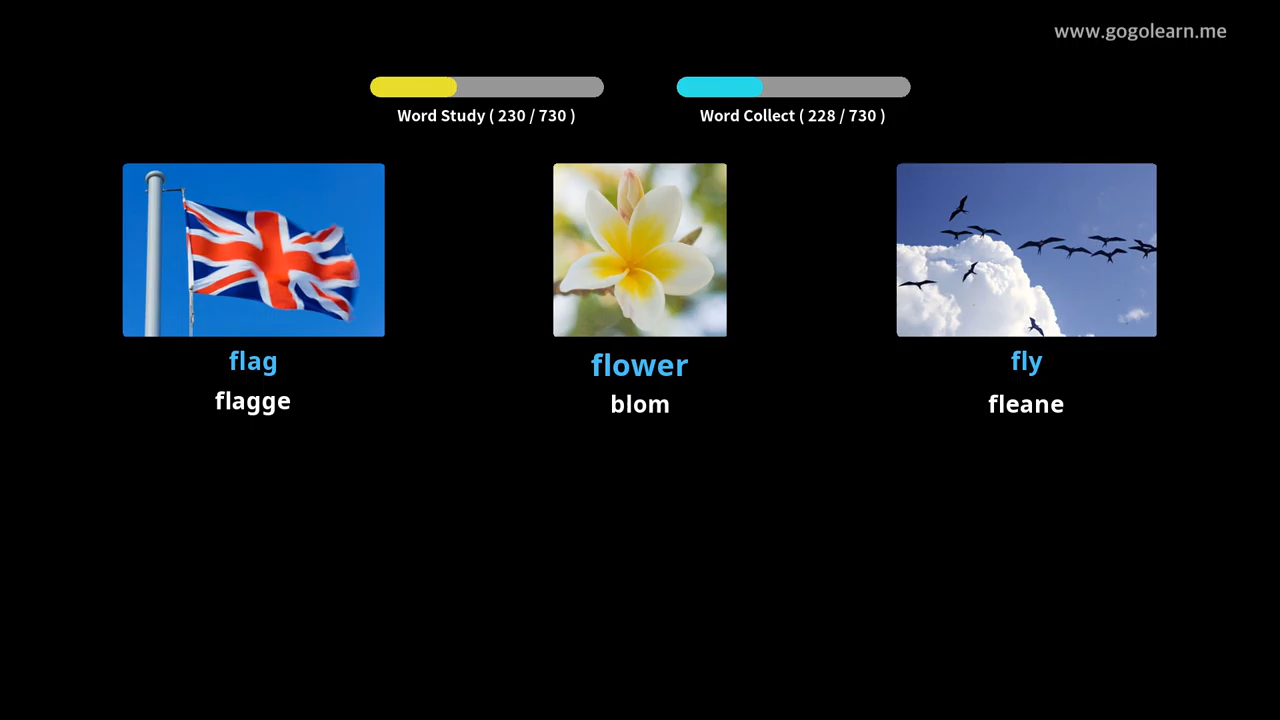 www.gogolearn.me
Word Study ( 230 / 730 )
Word Collect ( 228 / 730 )
flag
flower
fly
flagge
blom
fleane